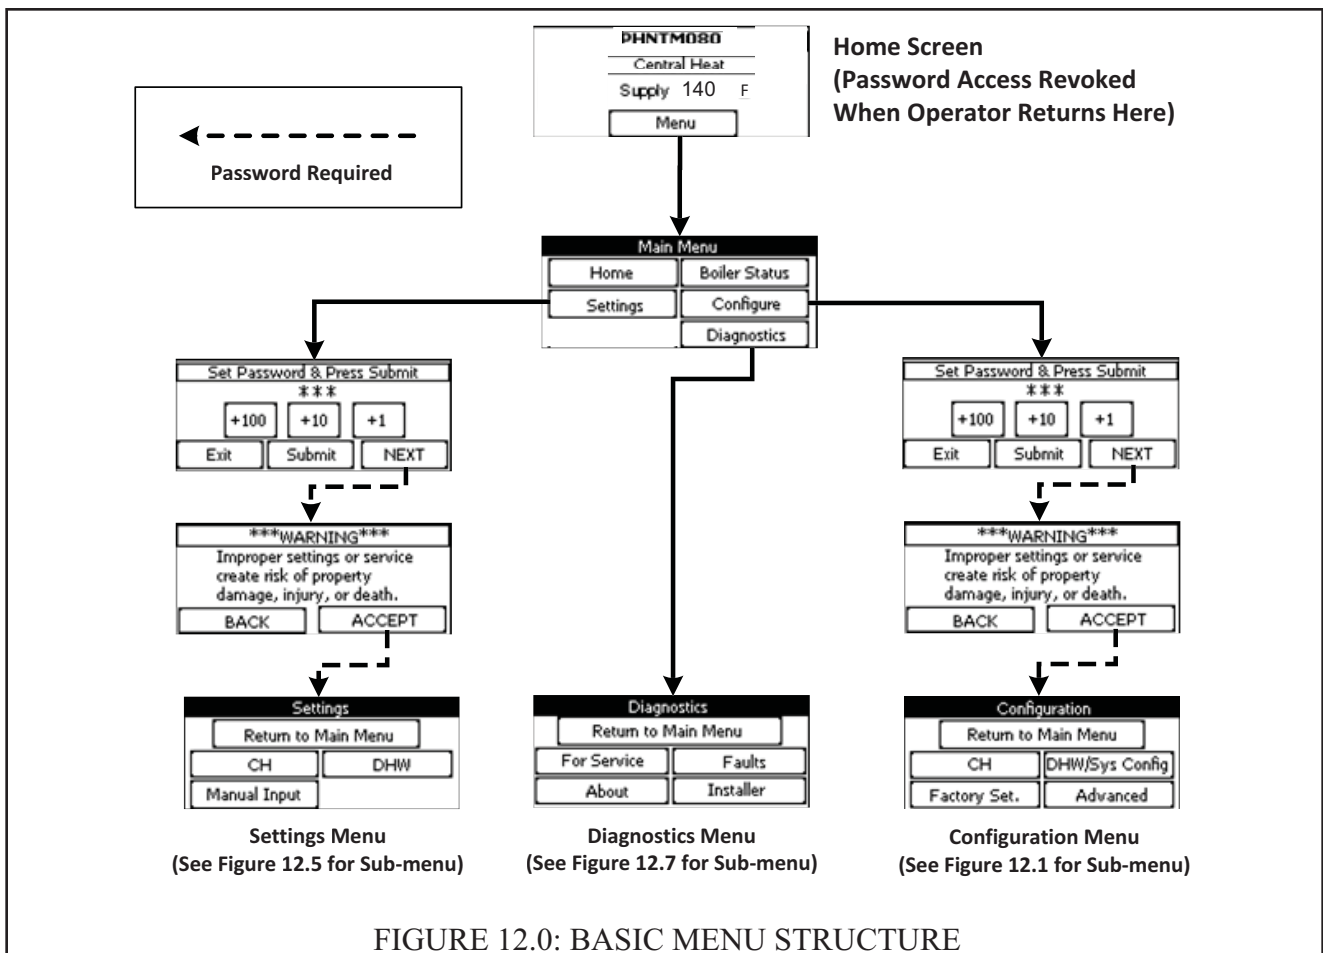 PHNTM080
Central Heat
Supply 140 F
Menu
Home Screen
(Password Access Revoked
When Operator Returns Here)
Password Required
Main Menu
Home Boiler Status
Settings Configure
Diagnostics
Set Password & Press Submit
***
+100 +10 +1
Exit Submit NEXT
***WARNING***
Improper settings or service
create risk of property
damage, injury, or death.
BACK ACCEPT
Settings
Return to Main Menu
CH DHW
Manual Input
Settings Menu
(See Figure 12.5 for Sub-menu)
Diagnostics
Return to Main Menu
For Service Faults
About Installer
Diagnostics Menu
(See Figure 12.7 for Sub-menu)
Set Password & Press Submit
***
+100 +10 +1
Exit Submit NEXT
***WARNING***
Improper settings or service
create risk of property
damage, injury, or death.
BACK ACCEPT
Configuration
Return to Main Menu
CH DHW/Sys Config
Factory Set. Advanced
Configuration Menu
(See Figure 12.1 for Sub-menu)
FIGURE 12.0: BASIC MENU STRUCTURE